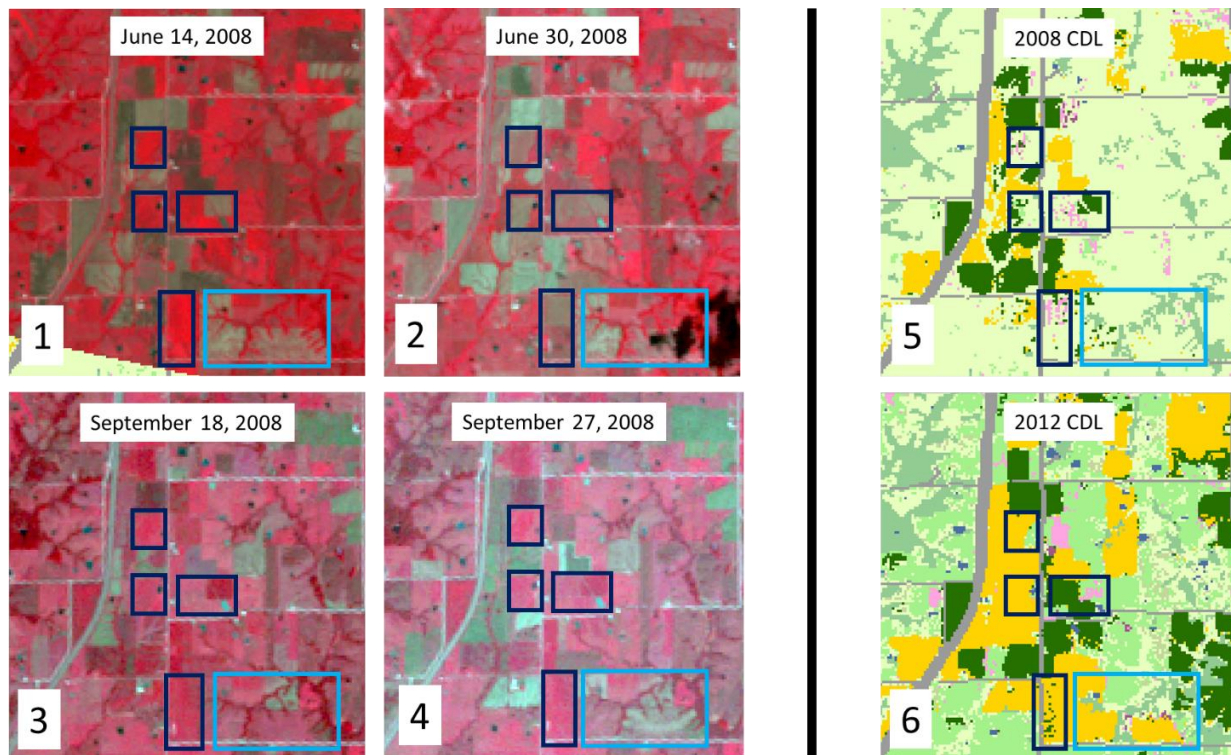 June 14, 2008
June 30, 2008
2008 CDL
1
2
5
September 18, 2008
September 27, 2008
2012 CDL
3
4
6